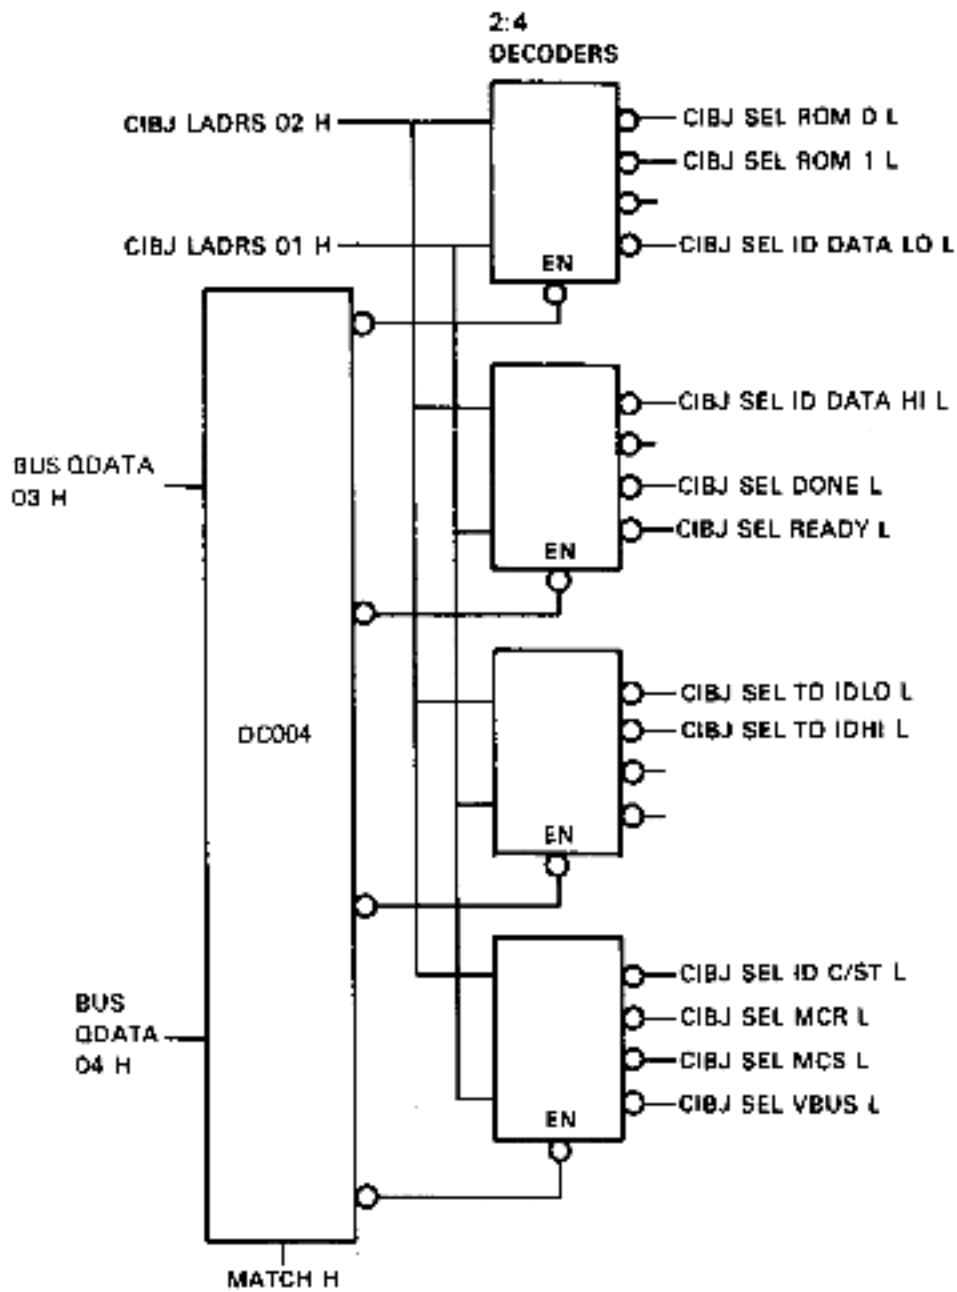 2:4
DECODERS
CIBJ LADRS 02 H
CIBJ SEL ROM 0 L
CIBJ SEL ROM 1 L
CIBJ LADRS 01 H
CIBJ SEL ID DATA LO L
EN
CIBJ SEL ID DATA HI L
BUS QDATA
03 H
CIBJ SEL DONE L
CIBJ SEL READY L
EN
CIBJ SEL TO IDLO L
CIBJ SEL TO IDHI L
DC004
EN
CIBJ SEL ID C/ST L
BUS
QDATA
04 H
CIBJ SEL MCR L
CIBJ SEL MCS L
CIBJ SEL VBUS L
EN
MATCH H